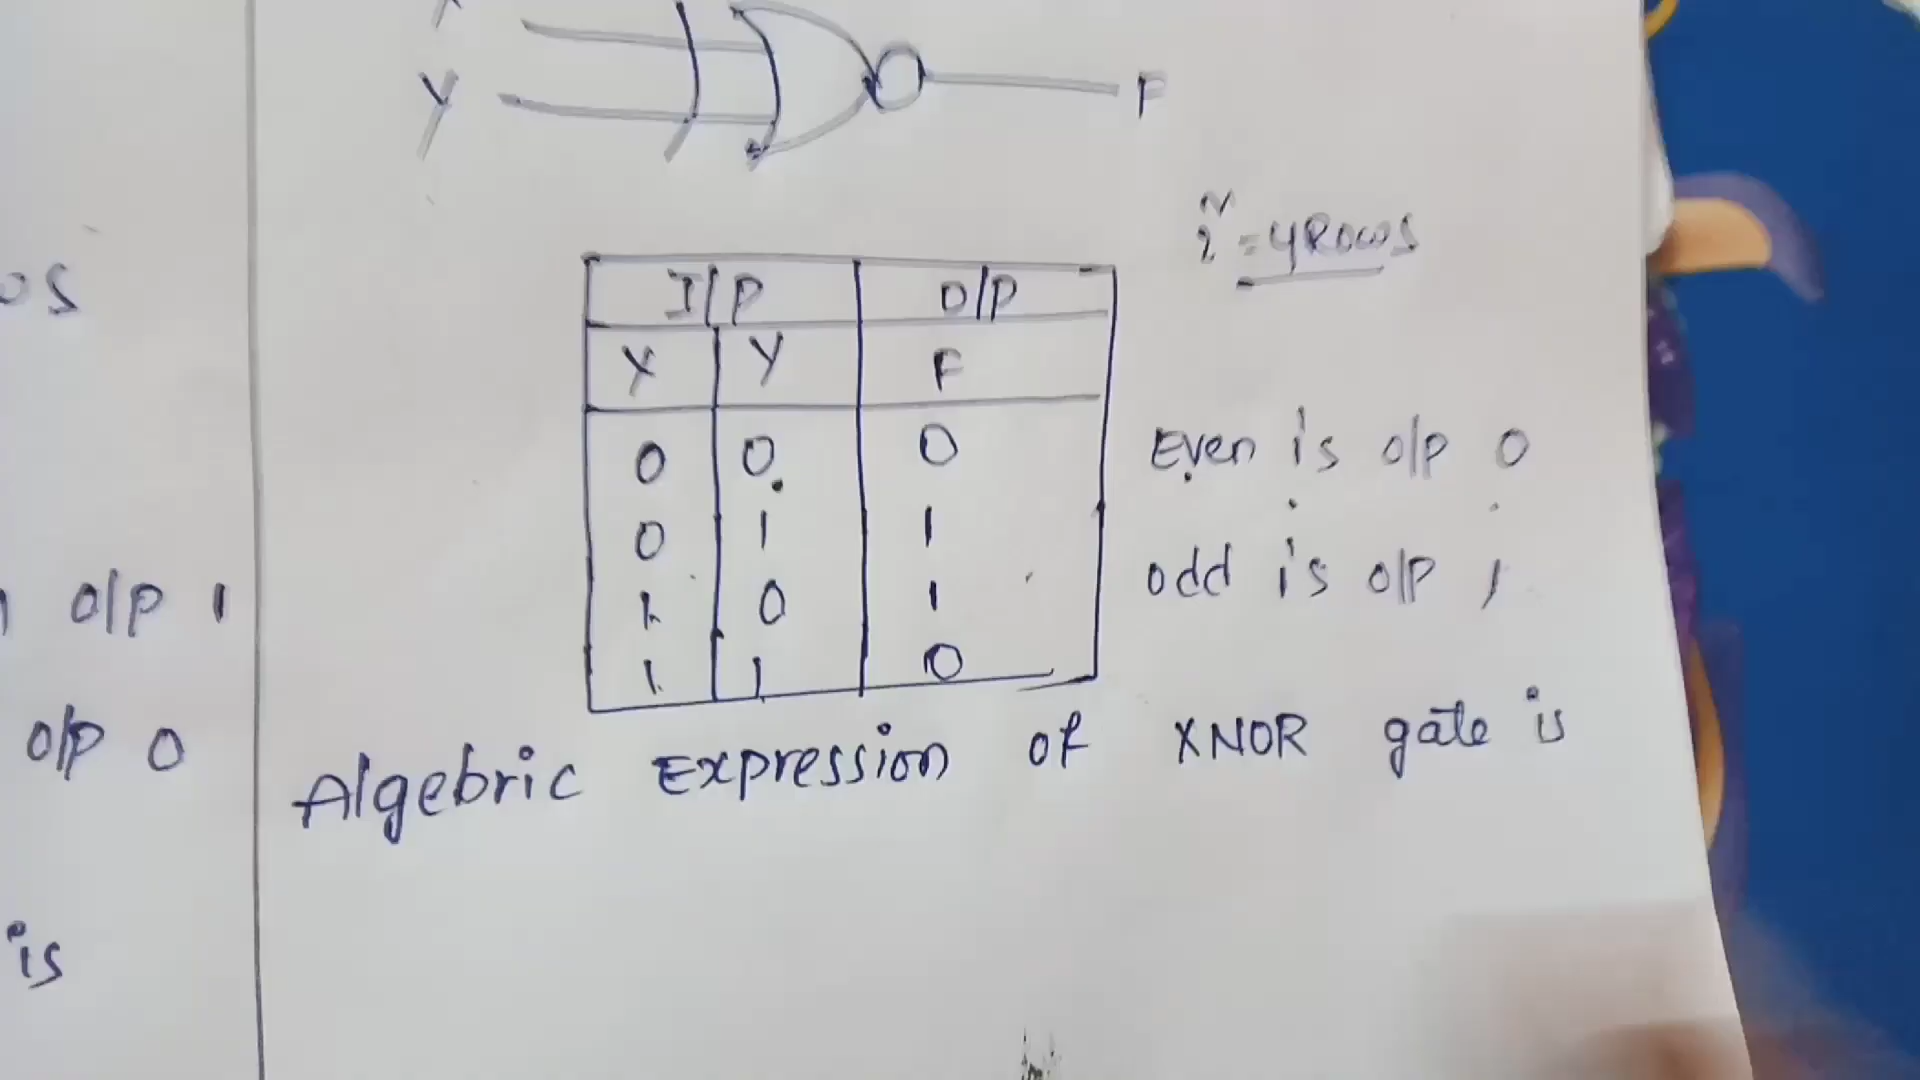 Y
F
2² = 4 Rows
I/P O/P
X Y F
0 0 0
0 1 1
1 0 1
1 1 0
Even is o/p 0
odd is o/p 1
Algebric Expression of XNOR gate is
o/p 1
o/p 0
is